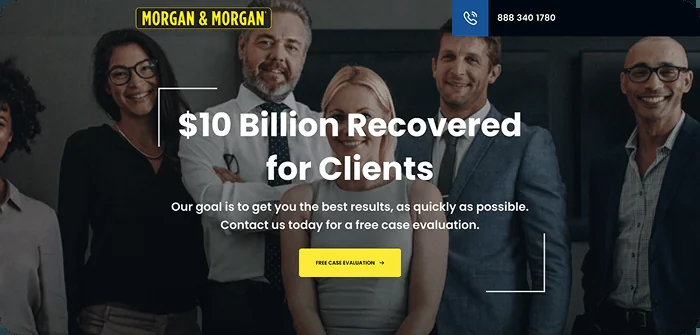 MORGAN & MORGAN
888 340 1780
$10 Billion Recovered
for Clients
Our goal is to get you the best results, as quickly as possible.
Contact us today for a free case evaluation.
FREE CASE EVALUATION →